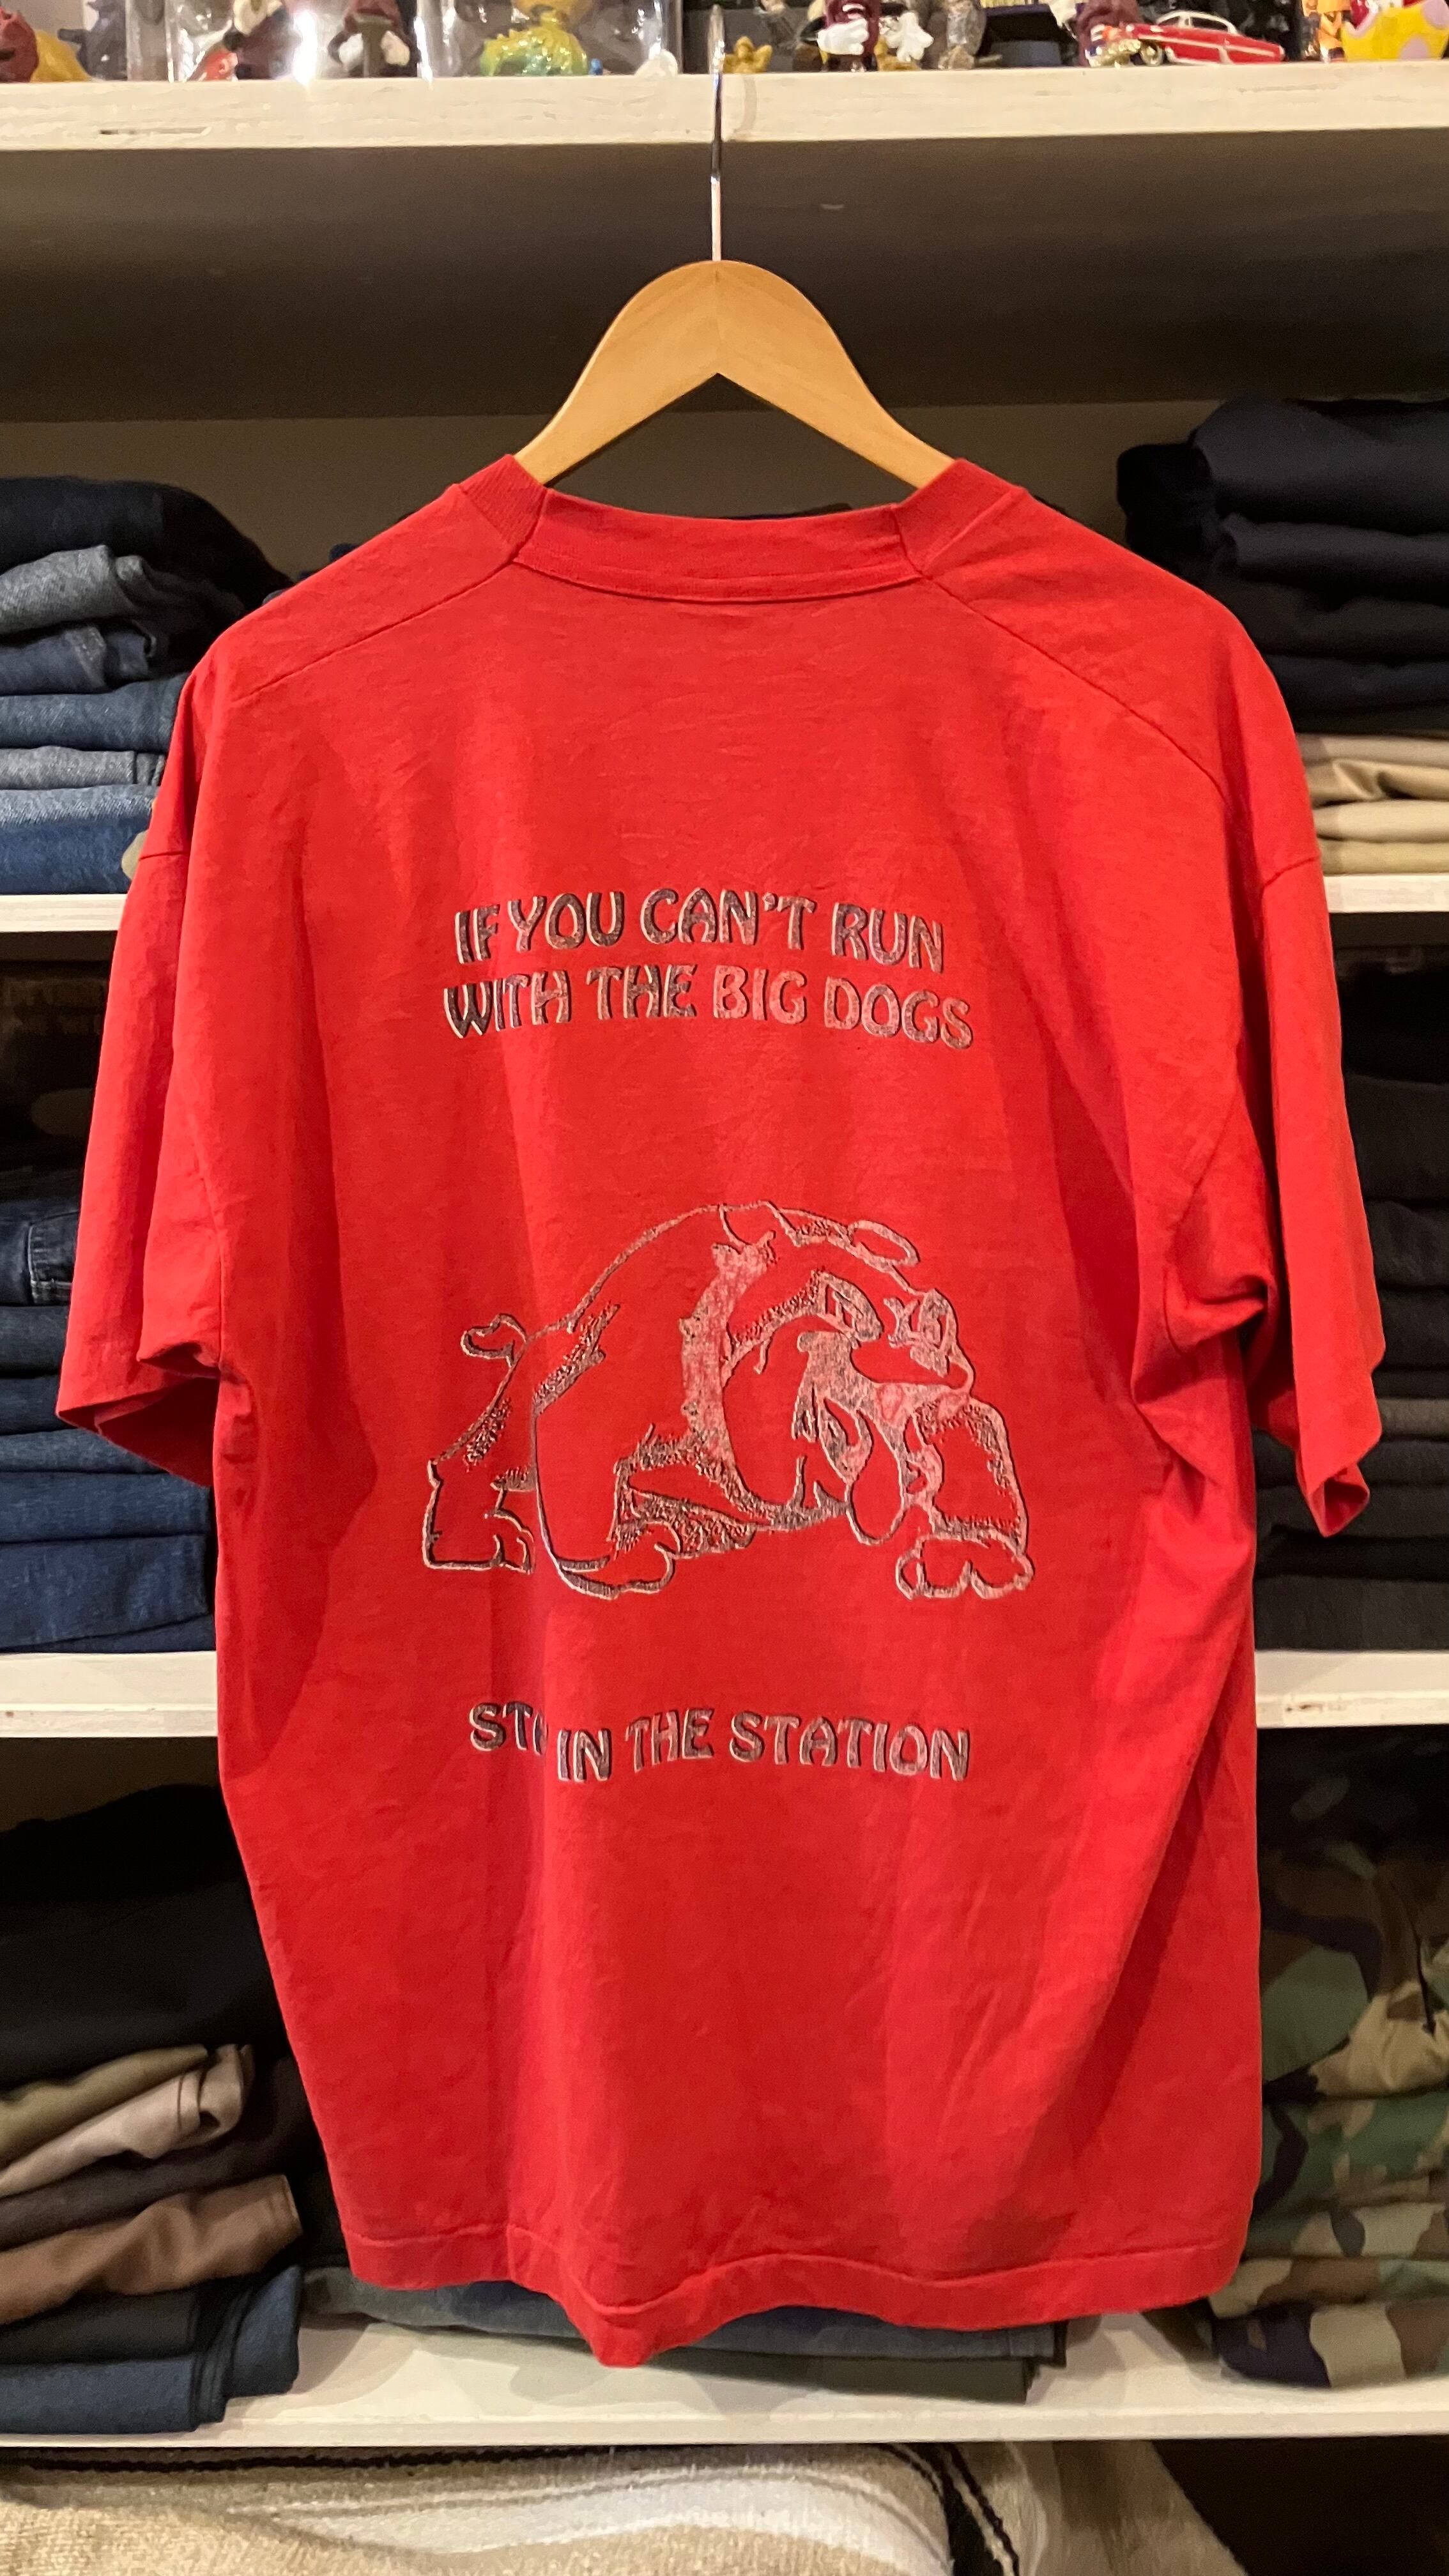 IF YOU CAN'T RUN
WITH THE BIG DOGS
IN THE STATION